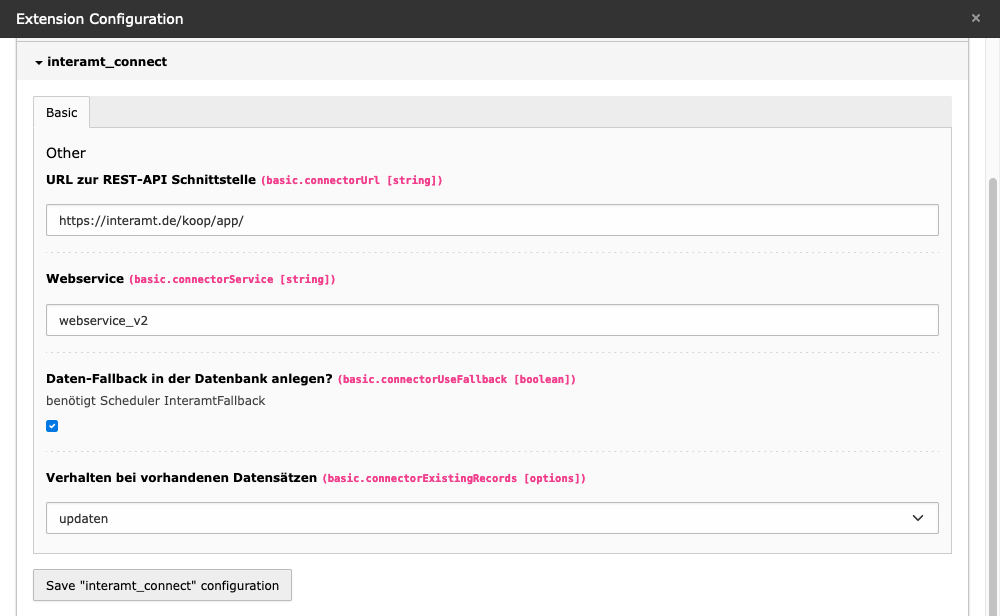 Extension Configuration
interamt_connect
Basic
Other
URL zur REST-API Schnittstelle (basic.connectorUrl [string])
https://interamt.de/koop/app/
Webservice (basic.connectorService [string])
webservice_v2
Daten-Fallback in der Datenbank anlegen? (basic.connectorUseFallback [boolean])
benötigt Scheduler InteramtFallback
Verhalten bei vorhandenen Datensätzen (basic.connectorExistingRecords [options])
updaten
Save "interamt_connect" configuration